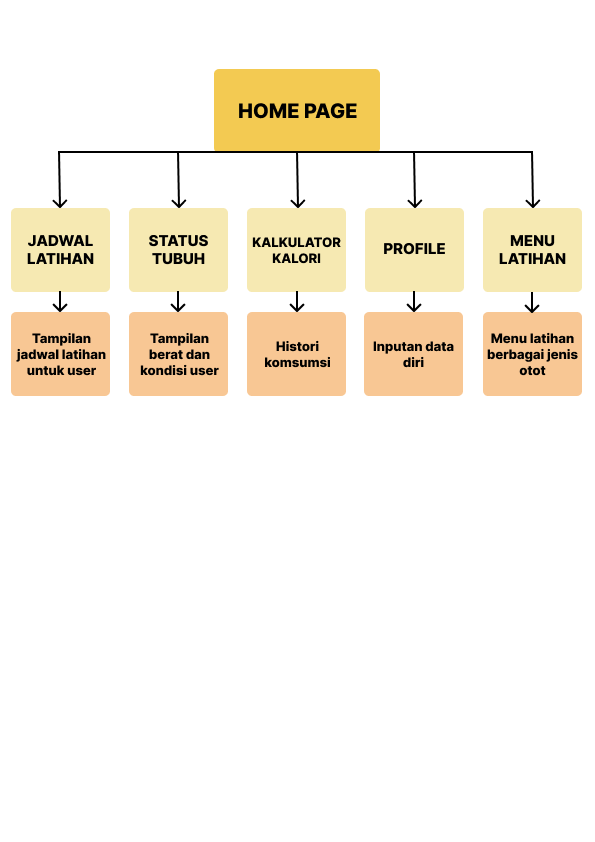 HOME PAGE
JADWAL
LATIHAN
STATUS
TUBUH
KALKULATOR
KALORI
PROFILE
MENU
LATIHAN
Tampilan
jadwal latihan
untuk user
Tampilan
berat dan
kondisi user
Histori
komsumsi
Inputan data
diri
Menu latihan
berbagai jenis
otot